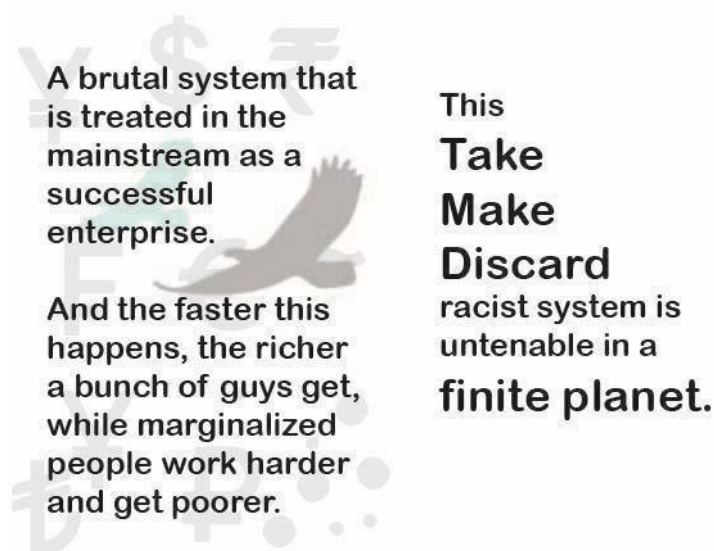 A brutal system that
is treated in the
mainstream as a
successful
enterprise.
And the faster this
happens, the richer
a bunch of guys get,
while marginalized
people work harder
and get poorer.
This
Take
Make
Discard
racist system is
untenable in a
finite planet.